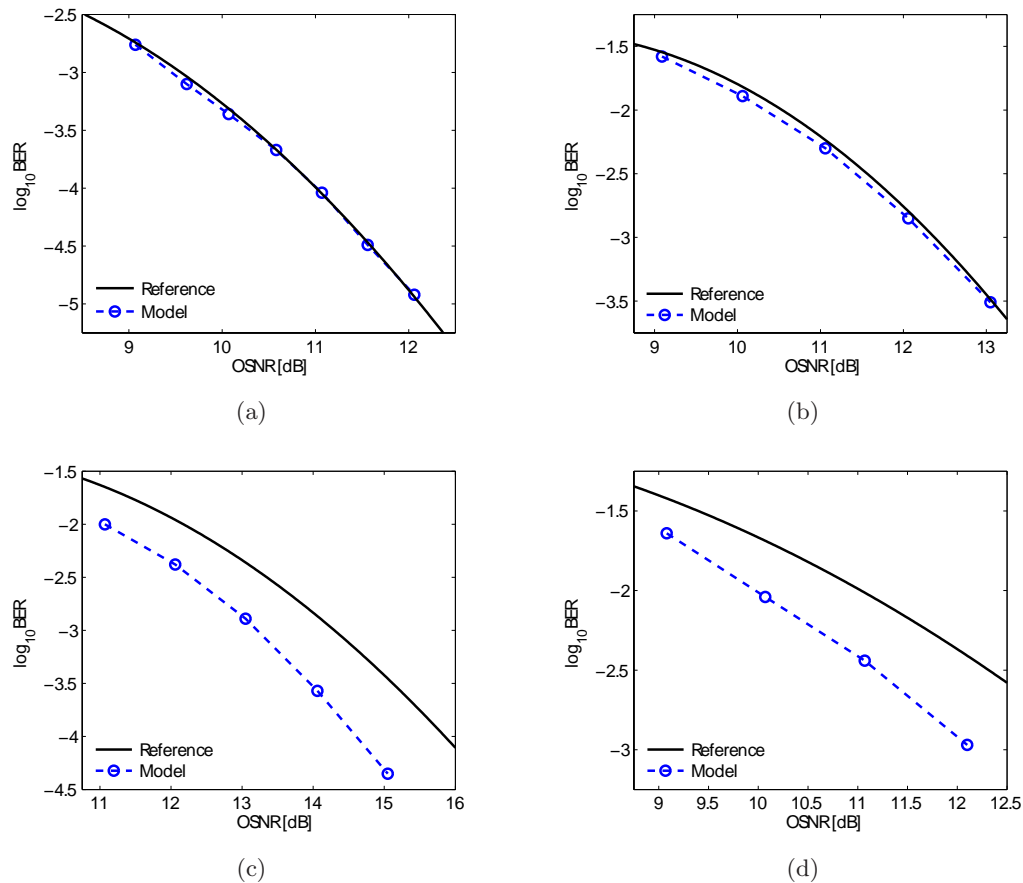 −2.5
−3
−3.5
−4
−4.5
−5
log10BER
Reference
Model
9 10 11 12
OSNR[dB]
(a)
−1.5
−2
−2.5
−3
−3.5
log10BER
Reference
Model
9 10 11 12 13
OSNR[dB]
(b)
−1.5
−2
−2.5
−3
−3.5
−4
−4.5
log10BER
Reference
Model
11 12 13 14 15 16
OSNR[dB]
(c)
−1.5
−2
−2.5
−3
log10BER
Reference
Model
9 9.5 10 10.5 11 11.5 12 12.5
OSNR[dB]
(d)